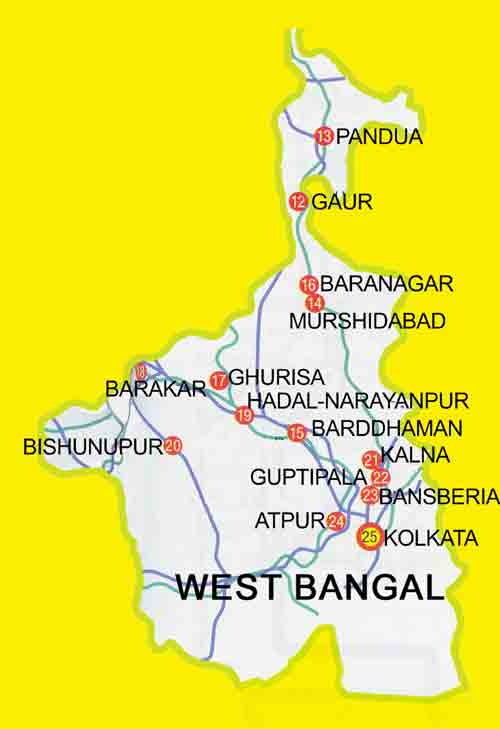 13 PANDUA
12 GAUR
16 BARANAGAR
14
MURSHIDABAD
18
BARAKAR
17 GHURISA
HADAL-NARAYANPUR
19
15 BARDDHAMAN
BISHUNUPUR 20
21 KALNA
GUPTIPALA 22
23 BANSBERIA
ATPUR 24
25 KOLKATA
WEST BANGAL